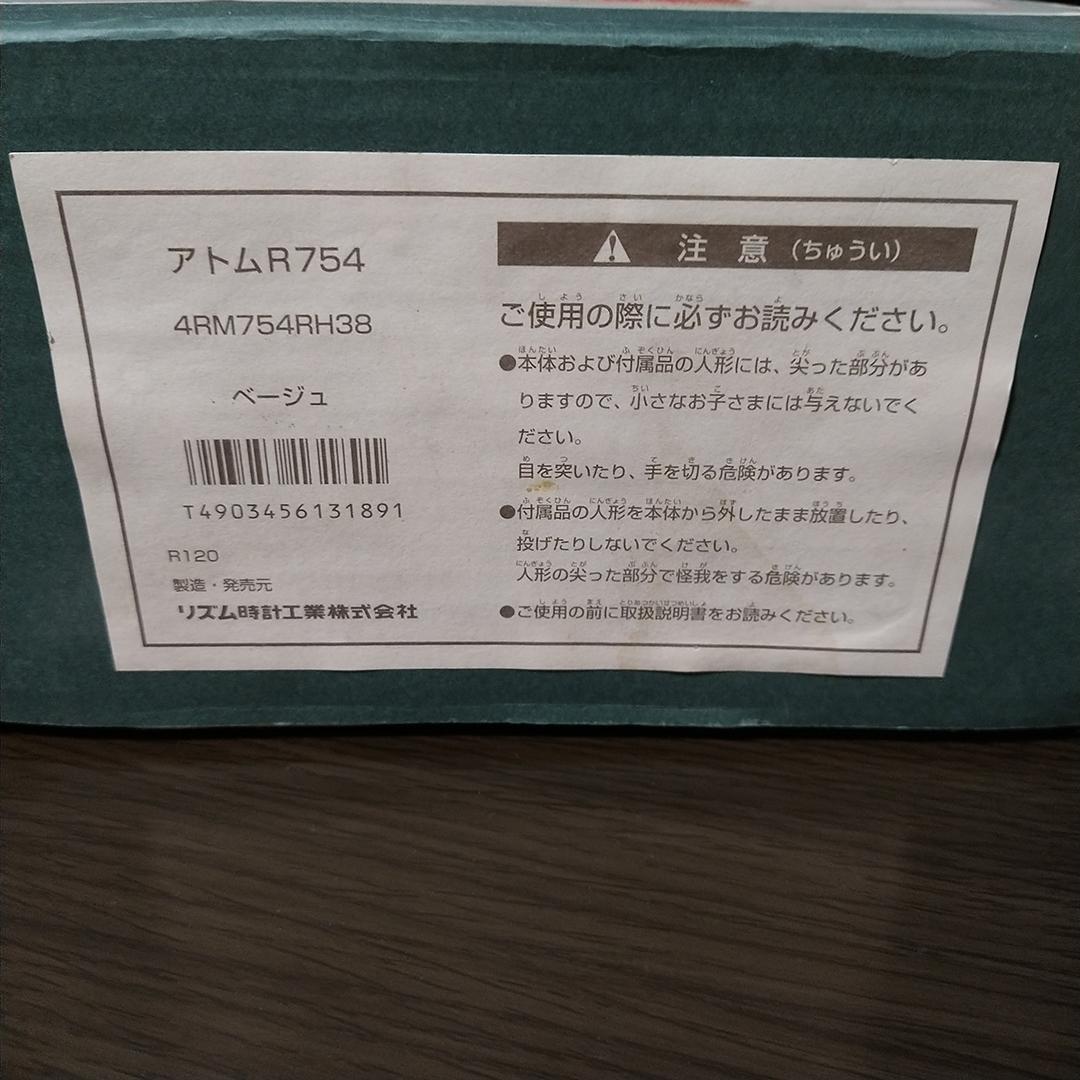 アトムR754
4RM754RH38
ベージュ
T4903456131891
R120
製造・発売元
リズム時計工業株式会社
注 意 (ちゅうい)
ご使用の際に必ずお読みください。
●本体および付属品の人形には、尖った部分があ
りますので、小さなお子さまには与えないでく
ださい。
目を突いたり、手を切る危険があります。
●付属品の人形を本体から外したまま放置したり、
投げたりしないでください。
人形の尖った部分で怪我をする危険があります。
●ご使用の前に取扱説明書をお読みください。